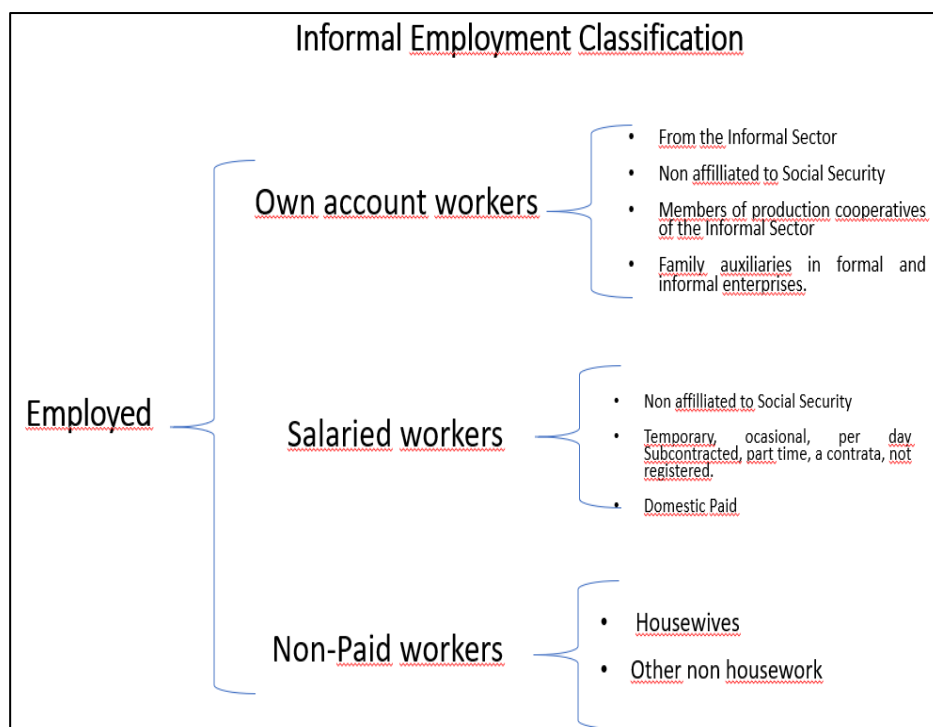 Informal Employment Classification
Employed
Own account workers
• From the Informal Sector
• Non affilliated to Social Security
• Members of production cooperatives
of the Informal Sector
• Family auxiliaries in formal and
informal enterprises.
Salaried workers
• Non affilliated to Social Security
• Temporary, ocasional, per day
Subcontracted, part time, a contrata, not
registered.
• Domestic Paid
Non-Paid workers
• Housewives
• Other non housework